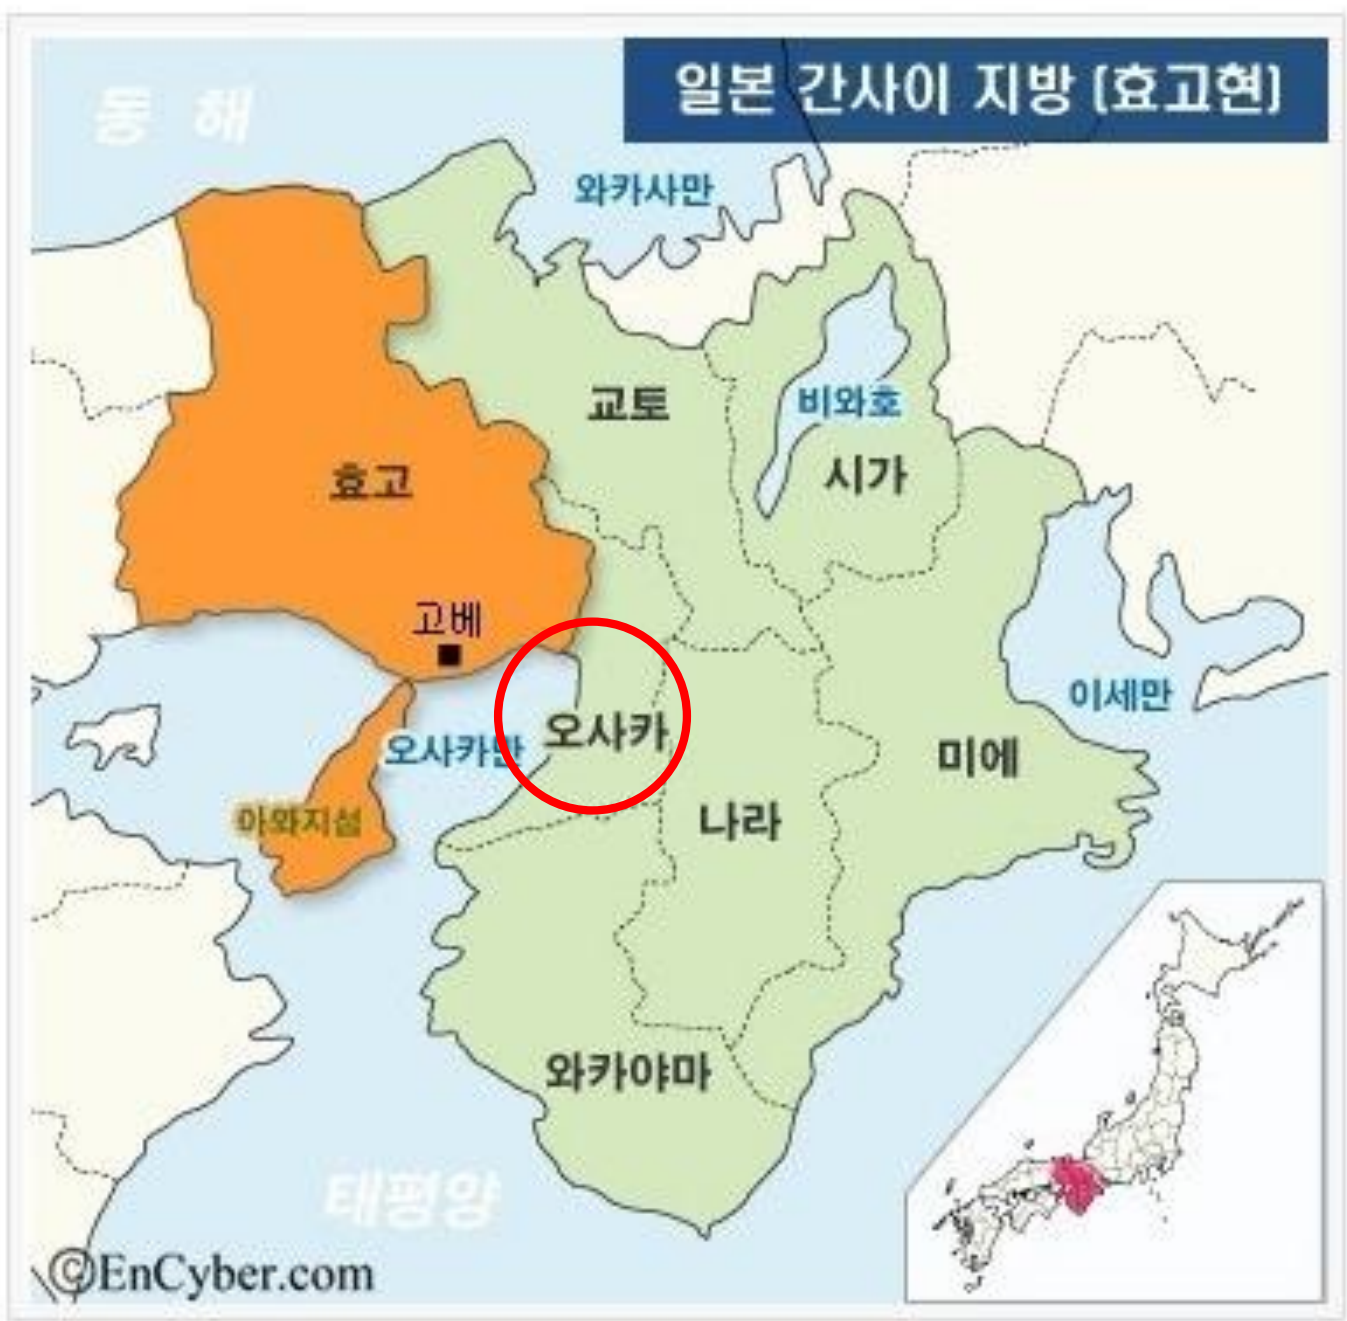 일본 간사이 지방 (효고현)
동 해
와카사만
교토
비와호
시가
효고
고베
이세만
오사카
오사카만
미에
아와지섬
나라
와카야마
태평양
©EnCyber.com